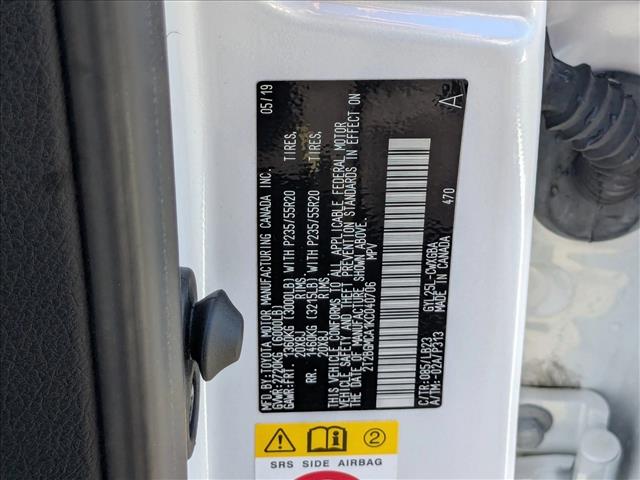 MFD.BY:TOYOTA MOTOR MANUFACTURING CANADA INC. 05/19
GVWR:2720KG (6000LB)
GAWR:FRT. 1360KG (3000LB) WITH P235/55R20 TIRES,
20X8J RIMS,
RR. 1460KG (3215LB) WITH P235/55R20 TIRES,
20X8J RIMS,
THIS VEHICLE CONFORMS TO ALL APPLICABLE FEDERAL MOTOR
VEHICLE SAFETY AND THEFT PREVENTION STANDARDS IN EFFECT ON
THE DATE OF MANUFACTURE SHOWN ABOVE.
2T2BGMCA1KC040706 MPV
470
C/TR:085/LB23 GYL25L-CWXGBA
A/TM:-02A/P313 MADE IN CANADA A
2
SRS SIDE AIRBAG